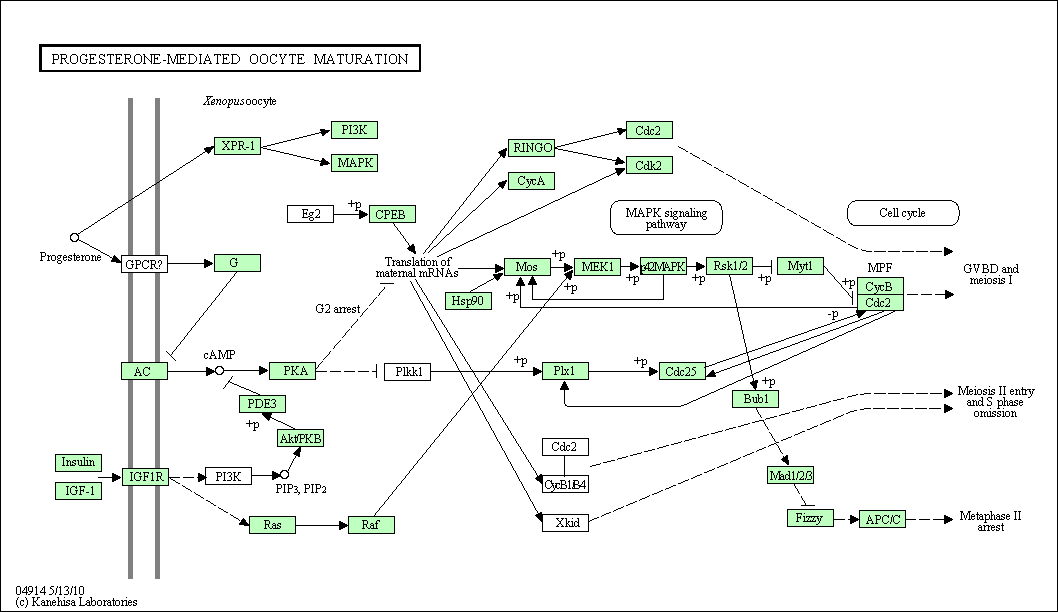 PROGESTERONE-MEDIATED OOCYTE MATURATION
Xenopus oocyte
PI3K
XPR-1
MAPK
Cdc2
RINGO
Cdk2
CycA
Eg2
+p
CPEB
MAPK signaling
pathway
Cell cycle
Progesterone
GPCR?
G
Translation of
maternal mRNAs
Mos
+p
MEK1
+p
p42MAPK
+p
Rsk1/2
+p
Myt1
+p
MPF
CycB
Cdc2
GVBD and
meiosis I
Hsp90
+p
+p
-p
G2 arrest
cAMP
AC
PKA
Plkk1
+p
Plx1
+p
Cdc25
+p
Bub1
Meiosis II entry
and S phase
omission
PDE3
+p
Akt/PKB
Cdc2
CycB1/B4
Insulin
IGF-1
IGF1R
PI3K
PIP3, PIP2
Mad1/2/3
Ras
Raf
Xkid
Fizzy
APC/C
Metaphase II
arrest
04914 5/13/10
(c) Kanehisa Laboratories